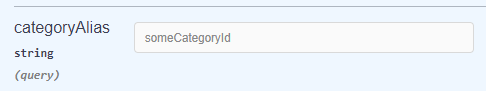 categoryAlias
someCategoryId
string
(query)